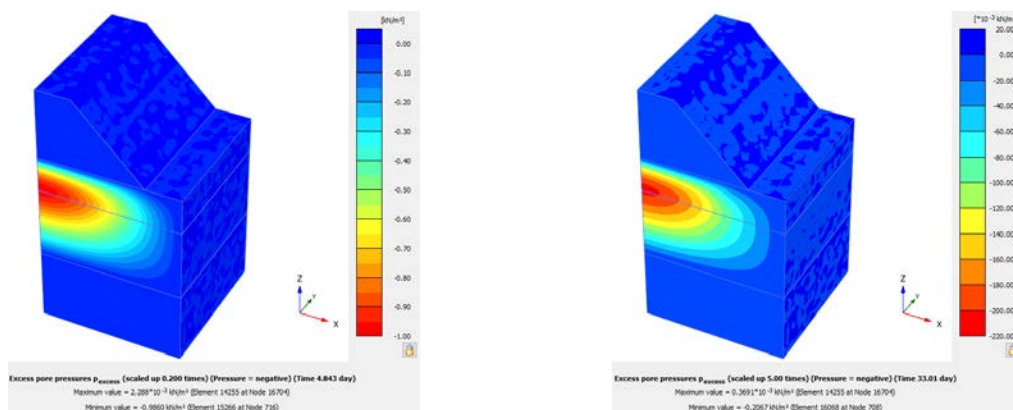 [kN/m²]
0.00
-0.10
-0.20
-0.30
-0.40
-0.50
-0.60
-0.70
-0.80
-0.90
-1.00
Z
Y
X
Excess pore pressures p_excess (scaled up 0.200 times) (Pressure = negative) (Time 4.843 day)
Maximum value = 2.288*10⁻³ kN/m² (Element 14255 at Node 16704)
Minimum value = -0.9860 kN/m² (Element 15266 at Node 716)
[*10⁻³ kN/m
20.00
-20.00
-40.00
-60.00
-80.00
-100.00
-120.00
-140.00
-160.00
-180.00
-200.00
-220.00
Z
Y
X
Excess pore pressures p_excess (scaled up 5.00 times) (Pressure = negative) (Time 33.01 day)
Maximum value = 0.3691*10⁻³ kN/m² (Element 14255 at Node 16704)
Minimum value = -0.2067 kN/m² (Element 16068 at Node 708)